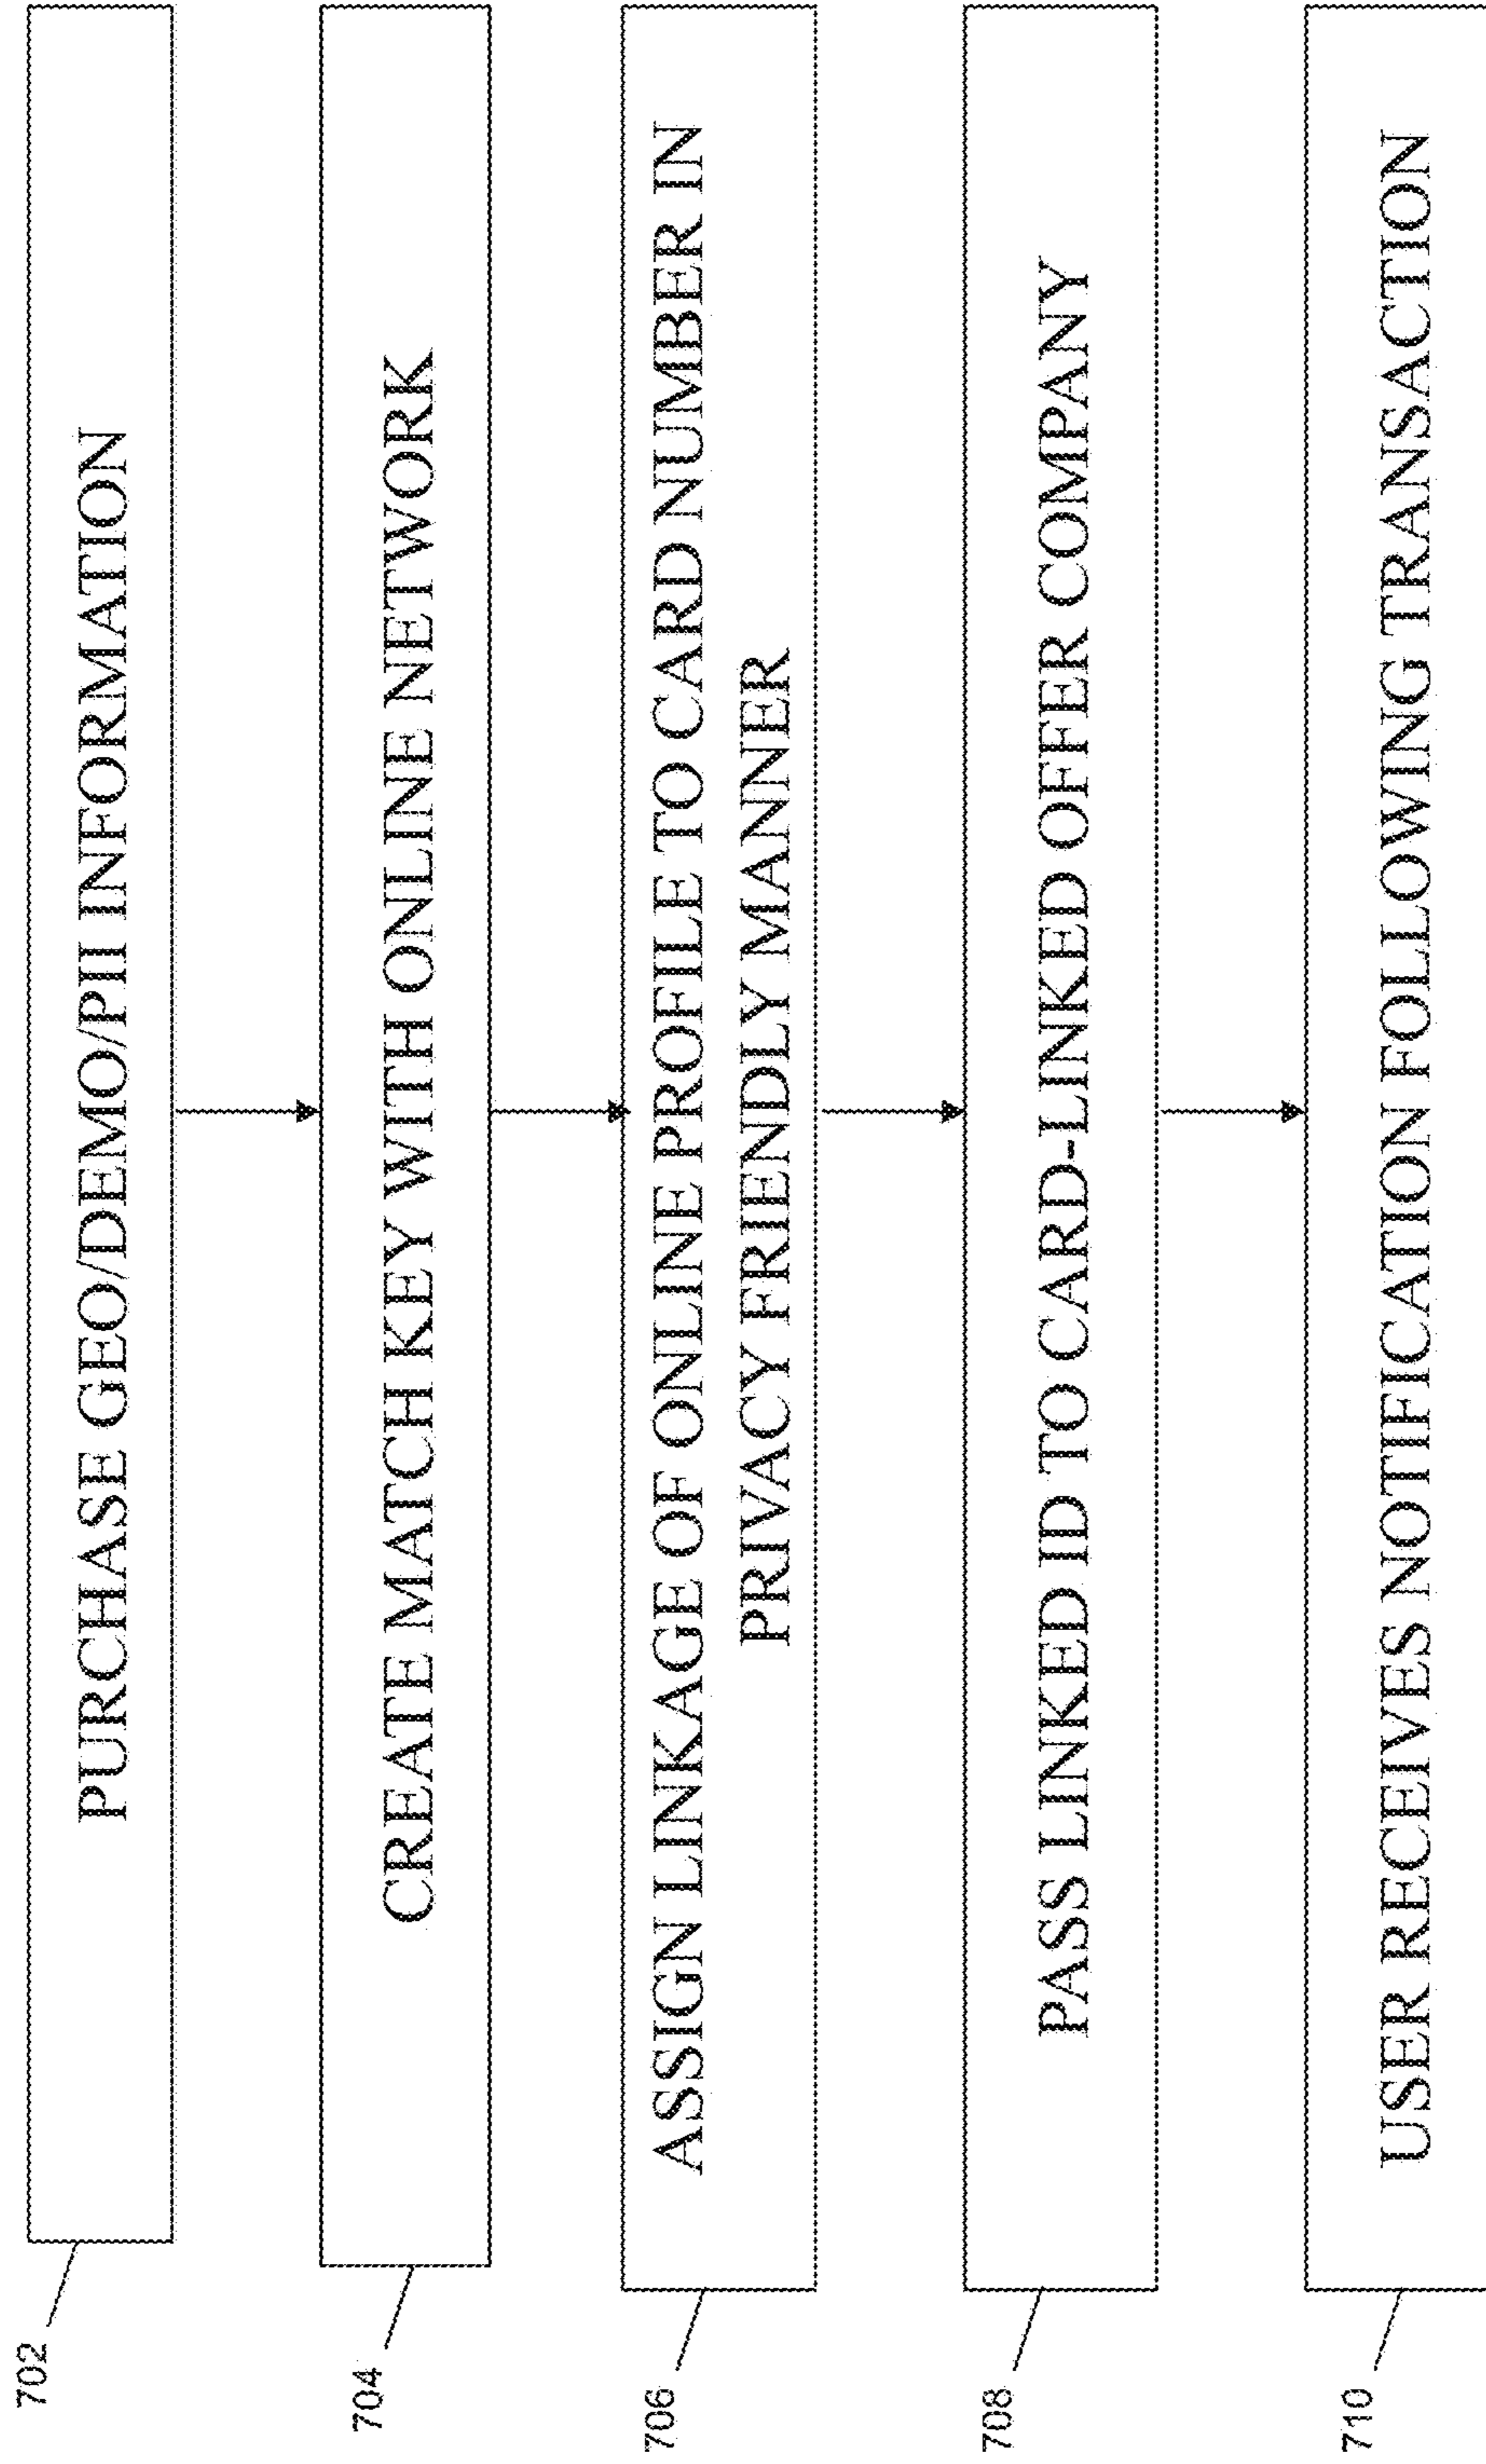 702
PURCHASE GEO/DEMO/PII INFORMATION
704
CREATE MATCH KEY WITH ONLINE NETWORK
706
ASSIGN LINKAGE OF ONLINE PROFILE TO CARD NUMBER IN
PRIVACY FRIENDLY MANNER
708
PASS LINKED ID TO CARD-LINKED OFFER COMPANY
710
USER RECEIVES NOTIFICATION FOLLOWING TRANSACTION